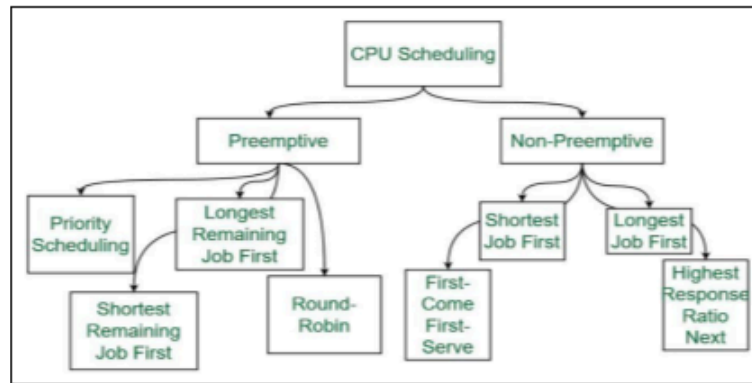 CPU Scheduling
Preemptive
Non-Preemptive
Priority
Scheduling
Longest
Remaining
Job First
Shortest
Job First
Longest
Job First
Shortest
Remaining
Job First
Round-
Robin
First-
Come
First-
Serve
Highest
Response
Ratio
Next